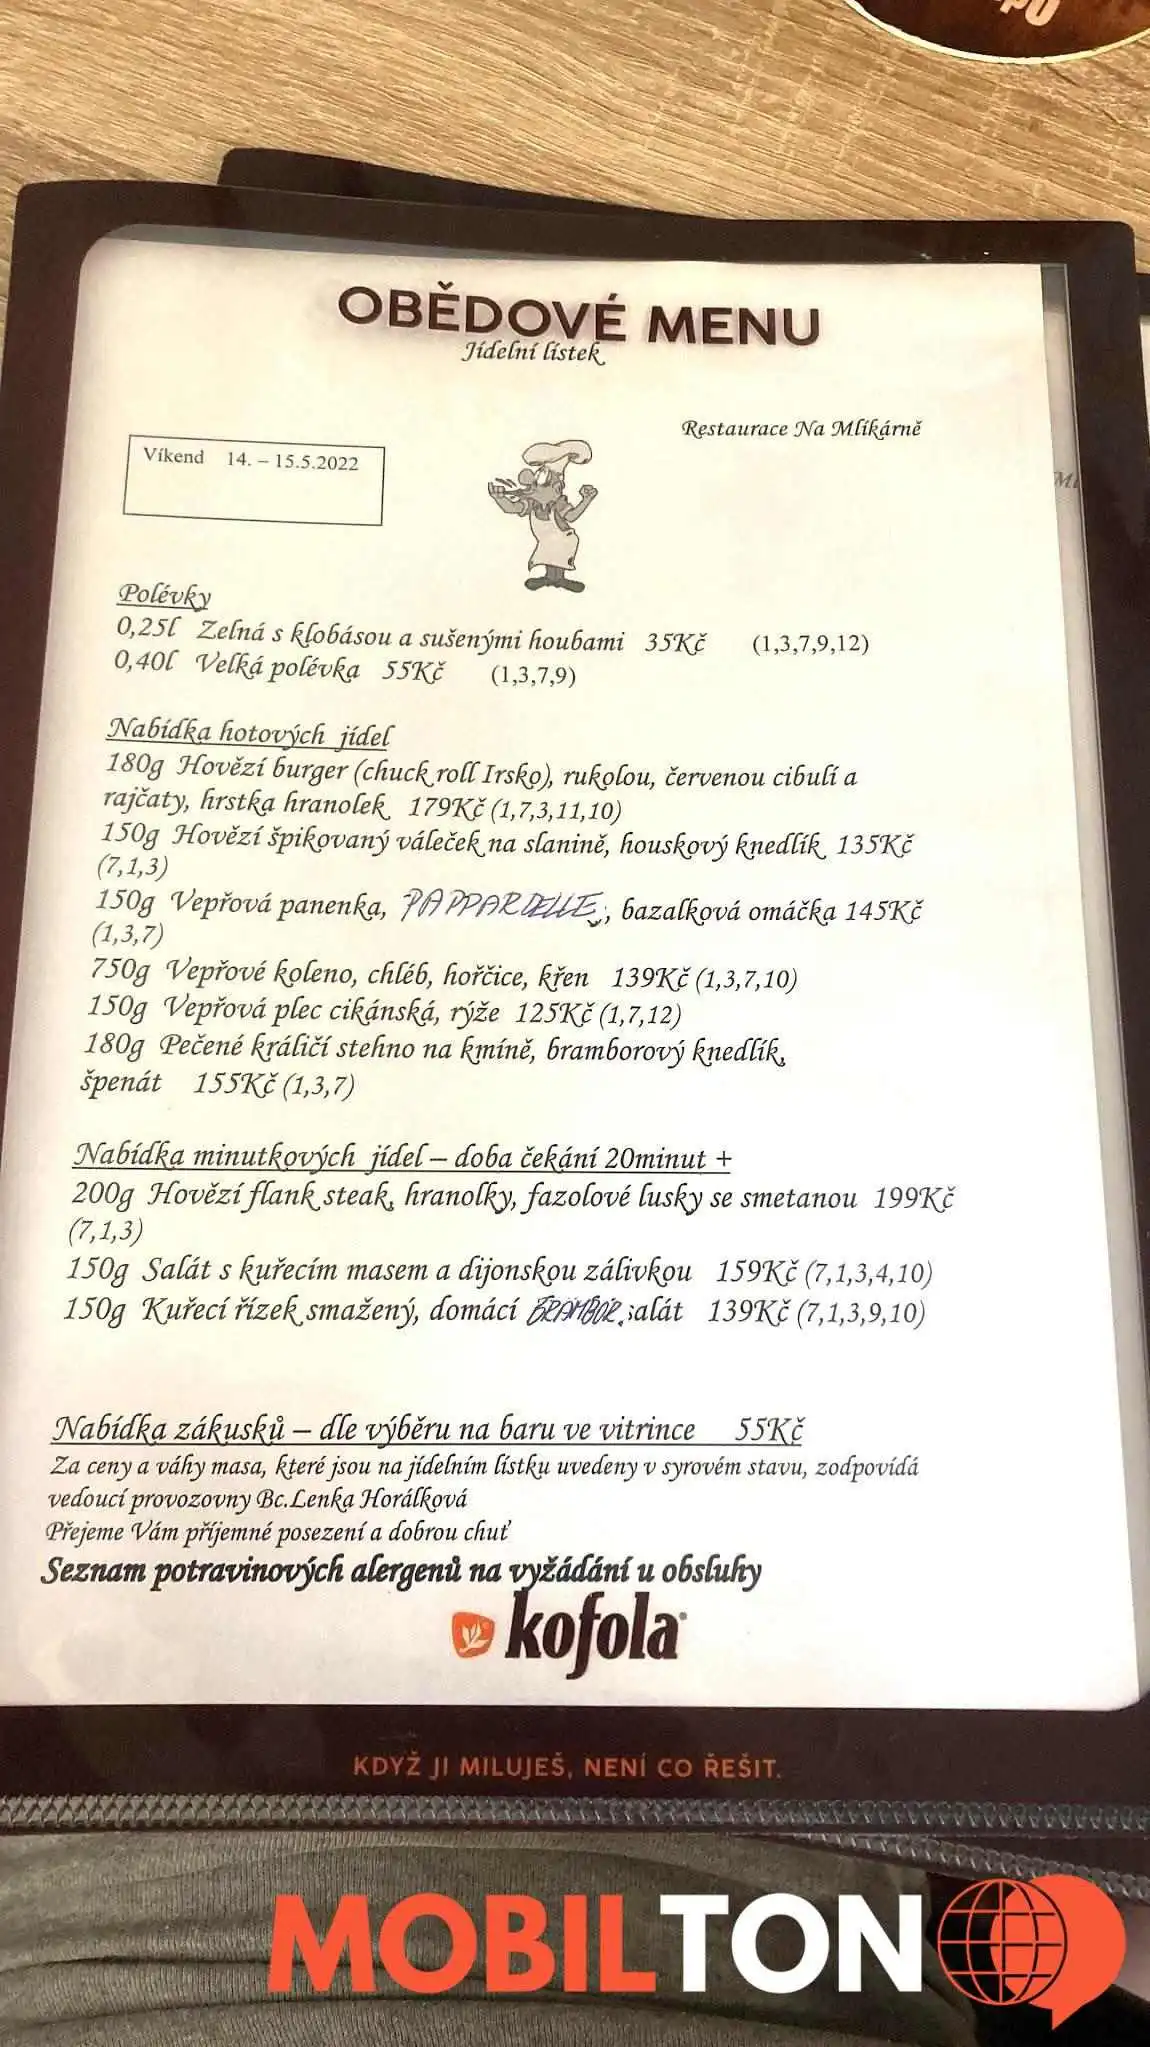 OBĚDOVÉ MENU
Jídelní lístek
Restaurace Na Mlíkárně
Víkend 14. – 15.5.2022
Polévky
0,25l Zelná s klobásou a sušenými houbami 35Kč (1,3,7,9,12)
0,40l Velká polévka 55Kč (1,3,7,9)
Nabídka hotových jídel
180g Hovězí burger (chuck roll Irsko), rukolou, červenou cibulí a
rajčaty, hrstka hranolek 179Kč (1,7,3,11,10)
150g Hovězí špikovaný váleček na slanině, houskový knedlík 135Kč
(7,1,3)
150g Vepřová panenka, PAPPARDELLE, bazalková omáčka 145Kč
(1,3,7)
750g Vepřové koleno, chléb, hořčice, křen 139Kč (1,3,7,10)
150g Vepřová plec cikánská, rýže 125Kč (1,7,12)
180g Pečené králičí stehno na kmíně, bramborový knedlík,
špenát 155Kč (1,3,7)
Nabídka minutkových jídel – doba čekání 20minut +
200g Hovězí flank steak, hranolky, fazolové lusky se smetanou 199Kč
(7,1,3)
150g Salát s kuřecím masem a dijonskou zálivkou 159Kč (7,1,3,4,10)
150g Kuřecí řízek smažený, domácí BRAMBOR. salát 139Kč (7,1,3,9,10)
Nabídka zákusků – dle výběru na baru ve vitrince 55Kč
Za ceny a váhy masa, které jsou na jídelním lístku uvedeny v syrovém stavu, zodpovídá
vedoucí provozovny Bc.Lenka Horálková
Přejeme Vám příjemné posezení a dobrou chuť
Seznam potravinových alergenů na vyžádání u obsluhy
kofola
KDYŽ JI MILUJEŠ, NENÍ CO ŘEŠIT.
MOBILTON